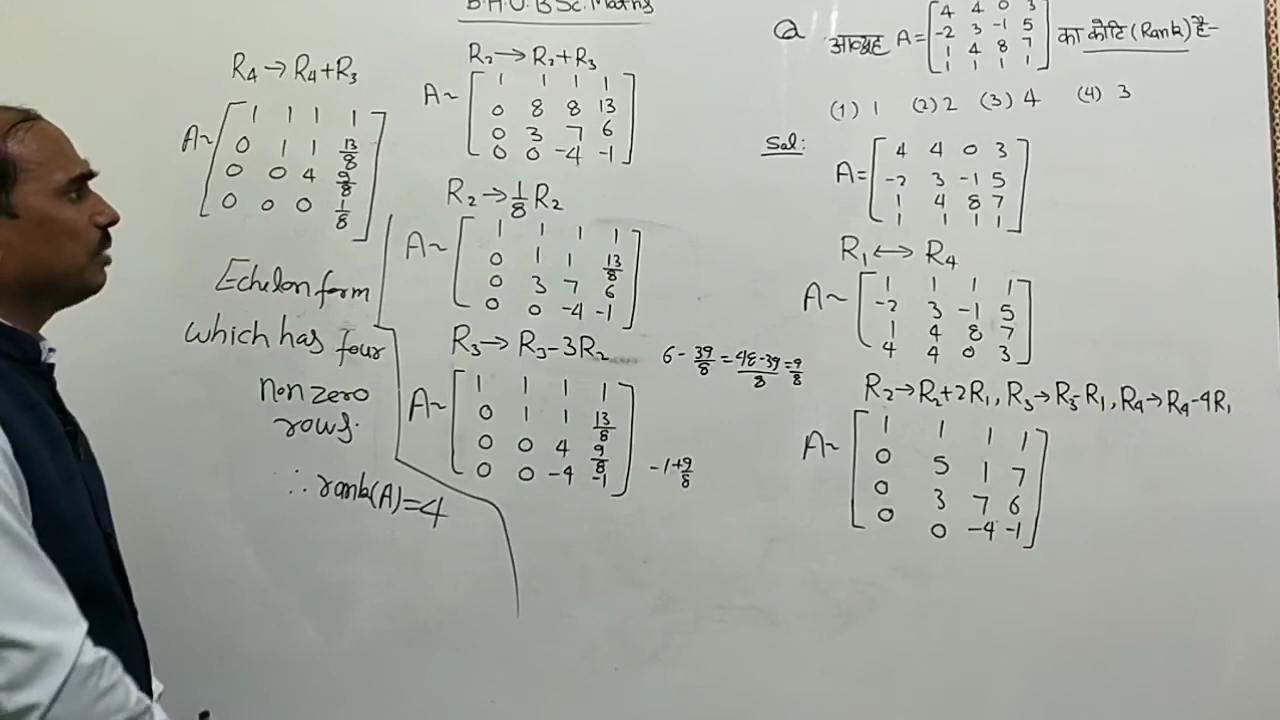 B.H.U. BSc. Maths
Q आव्यूह A = [4 4 0 3
-2 3 -1 5
1 4 8 7
1 1 1 1] का कोटि (Rank) है-
(1) 1 (2) 2 (3) 4 (4) 3
Sol:
A = [4 4 0 3
-2 3 -1 5
1 4 8 7
1 1 1 1]
R₁ ↔ R₄
A ~ [1 1 1 1
-2 3 -1 5
1 4 8 7
4 4 0 3]
R₂ → R₂ + 2R₁, R₃ → R₃ - R₁, R₄ → R₄ - 4R₁
A ~ [1 1 1 1
0 5 1 7
0 3 7 6
0 0 -4 -1]
R₂ → R₂ + R₃
A ~ [1 1 1 1
0 8 8 13
0 3 7 6
0 0 -4 -1]
R₂ → 1/8 R₂
A ~ [1 1 1 1
0 1 1 13/8
0 3 7 6
0 0 -4 -1]
R₃ → R₃ - 3R₂
6 - 39/8 = 48-39/8 = 9/8
A ~ [1 1 1 1
0 1 1 13/8
0 0 4 9/8
0 0 -4 -1]
-1 + 9/8
R₄ → R₄ + R₃
A ~ [1 1 1 1
0 1 1 13/8
0 0 4 9/8
0 0 0 1/8]
Echelon form
which has four
non zero
rows.
∴ rank(A) = 4